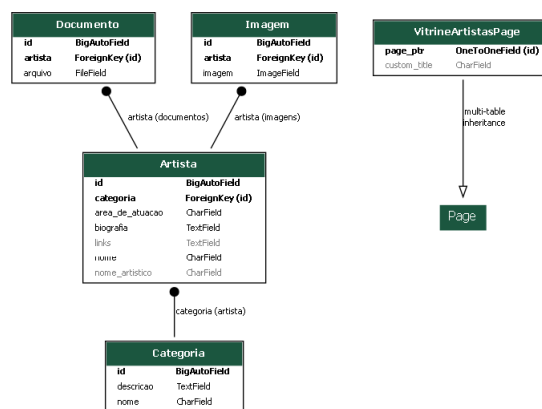 Documento
id BigAutoField
artista ForeignKey (id)
arquivo FileField
Imagem
id BigAutoField
artista ForeignKey (id)
imagem ImageField
VitrineArtistasPage
page_ptr OneToOneField (id)
custom_title CharField
artista (documentos)
artista (imagens)
multi-table
inheritance
Artista
id BigAutoField
categoria ForeignKey (id)
area_de_atuacao CharField
biografia TextField
links TextField
nome CharField
nome_artistico CharField
Page
categoria (artista)
Categoria
id BigAutoField
descricao TextField
nome CharField